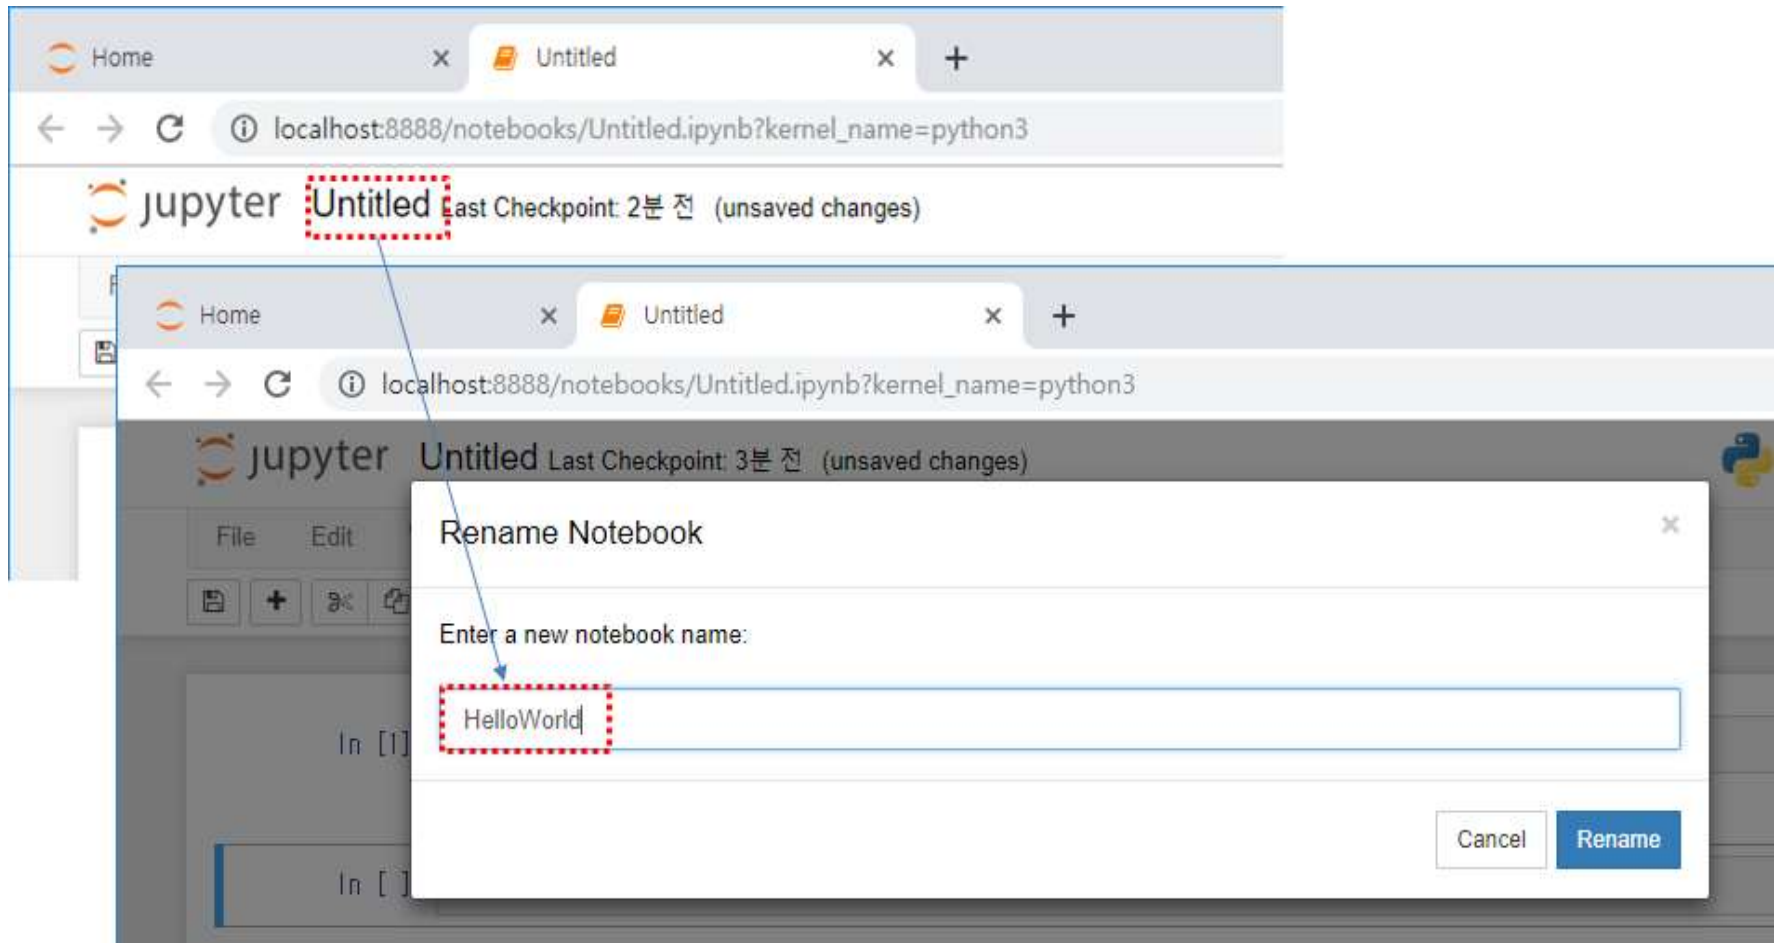 Home
Untitled
localhost:8888/notebooks/Untitled.ipynb?kernel_name=python3
jupyter Untitled Last Checkpoint: 2분 전 (unsaved changes)
Home
Untitled
localhost:8888/notebooks/Untitled.ipynb?kernel_name=python3
jupyter Untitled Last Checkpoint: 3분 전 (unsaved changes)
File Edit
Rename Notebook
Enter a new notebook name:
HelloWorld
In [1]
Cancel Rename
In [ ]